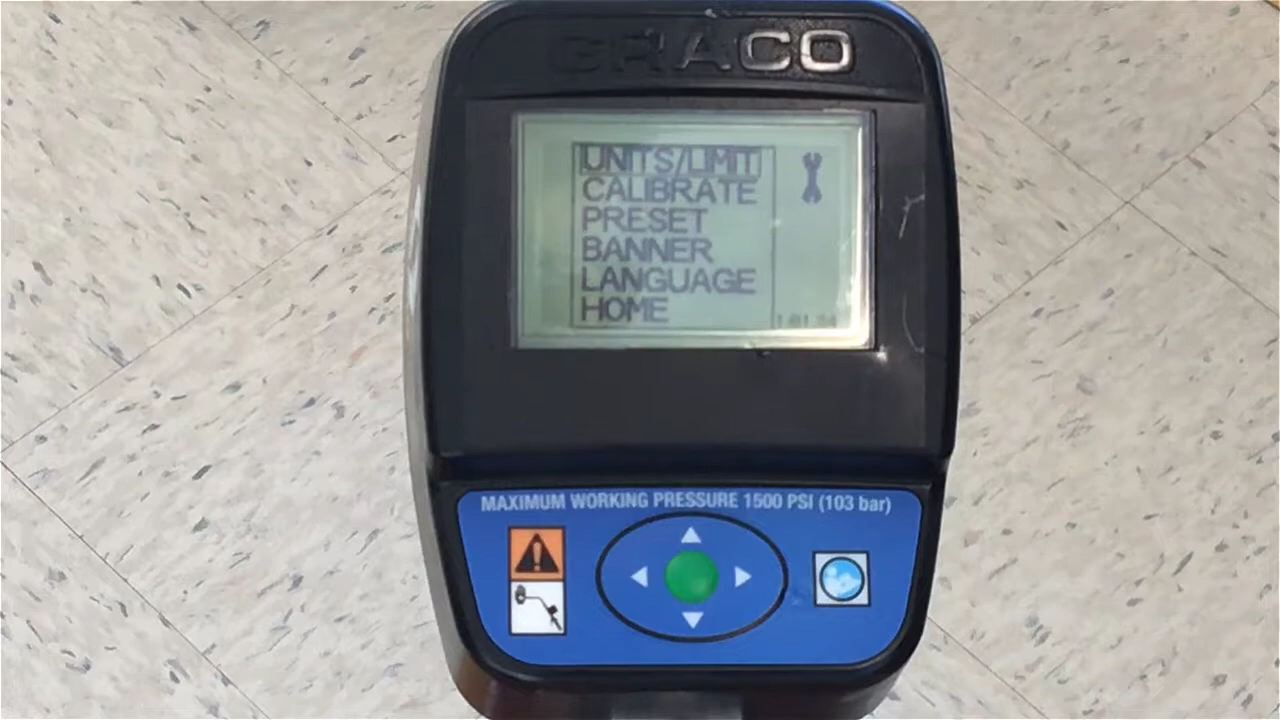 GRACO
UNITS/LIMIT
CALIBRATE
PRESET
BANNER
LANGUAGE
HOME
MAXIMUM WORKING PRESSURE 1500 PSI (103 bar)